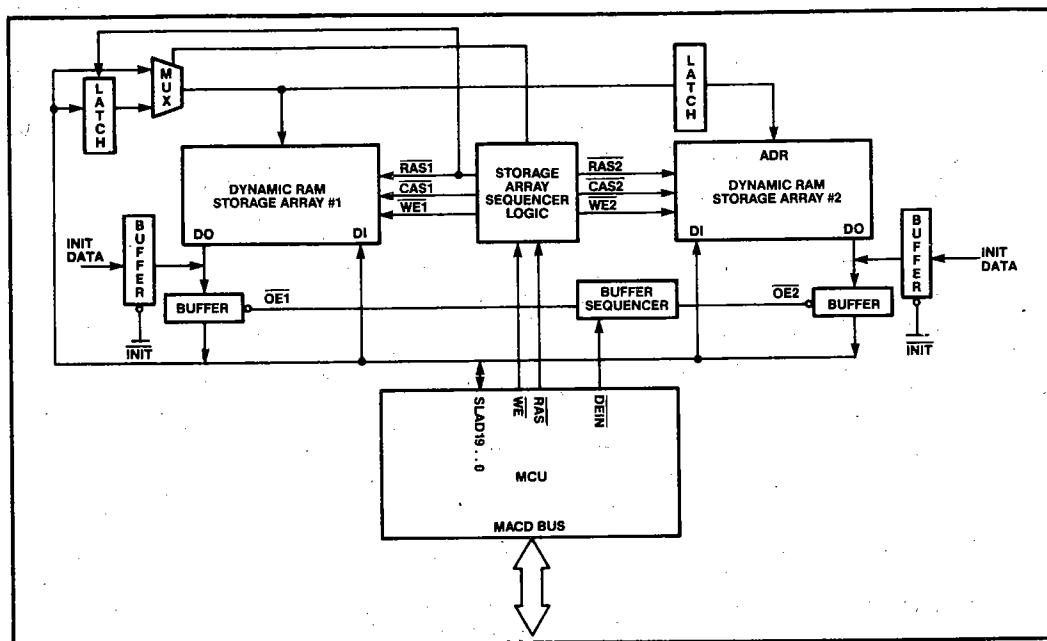 LATCH
MUX
LATCH
DYNAMIC RAM
STORAGE ARRAY #1
DO
DI
RAS1
CAS1
WE1
STORAGE
ARRAY
SEQUENCER
LOGIC
RAS2
CAS2
WE2
ADR
DYNAMIC RAM
STORAGE ARRAY #2
DI
DO
INIT
DATA
BUFFER
INIT
BUFFER
OE1
BUFFER
SEQUENCER
OE2
BUFFER
BUFFER
INIT
DATA
INIT
SLAD19 . . 0
WE
RAS
DEIN
MCU
MACD BUS